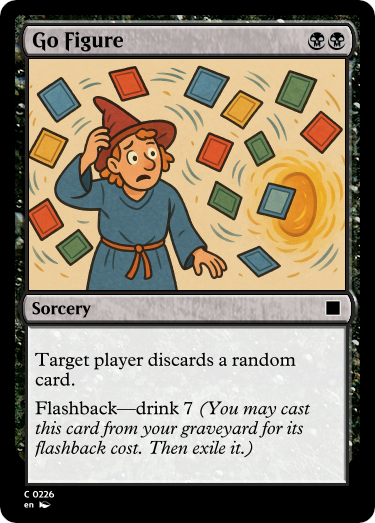 Go Figure
Sorcery
Target player discards a random
card.
Flashback—drink 7 (You may cast
this card from your graveyard for its
flashback cost. Then exile it.)
C 0226
en